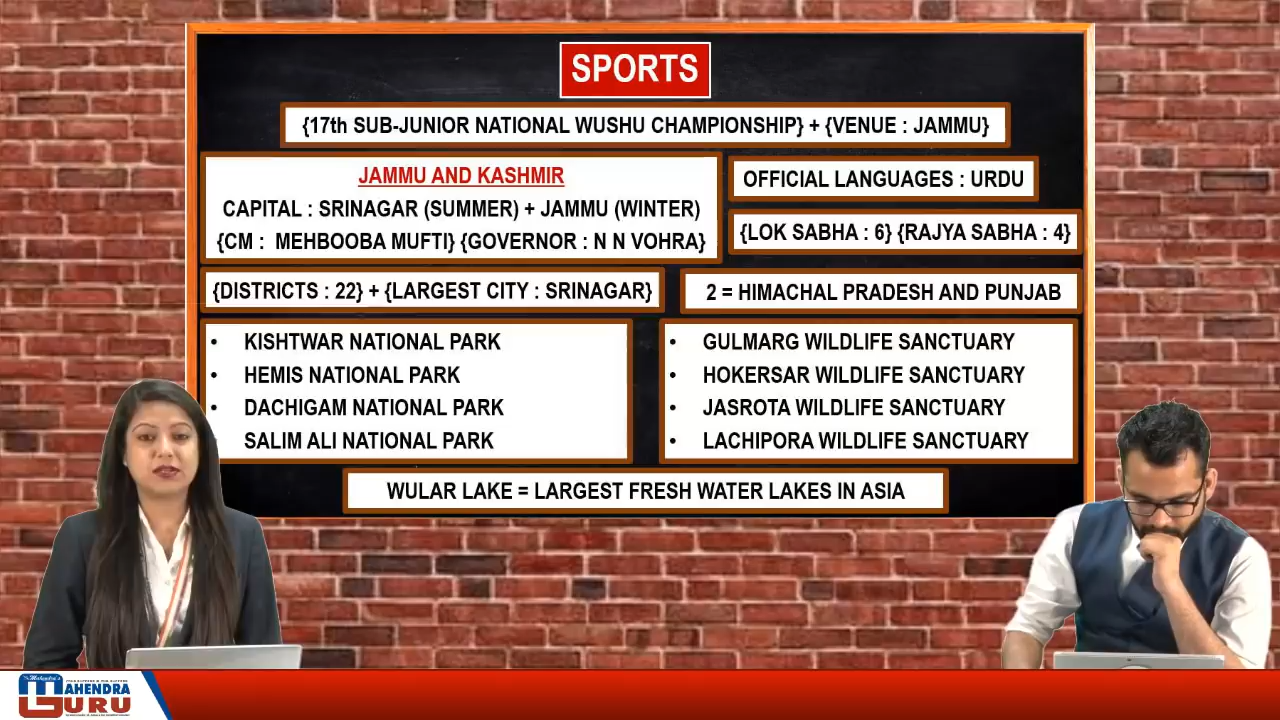 SPORTS
{17th SUB-JUNIOR NATIONAL WUSHU CHAMPIONSHIP} + {VENUE : JAMMU}
JAMMU AND KASHMIR
CAPITAL : SRINAGAR (SUMMER) + JAMMU (WINTER)
{CM : MEHBOOBA MUFTI} {GOVERNOR : N N VOHRA}
OFFICIAL LANGUAGES : URDU
{LOK SABHA : 6} {RAJYA SABHA : 4}
{DISTRICTS : 22} + {LARGEST CITY : SRINAGAR}
2 = HIMACHAL PRADESH AND PUNJAB
• KISHTWAR NATIONAL PARK
• HEMIS NATIONAL PARK
• DACHIGAM NATIONAL PARK
SALIM ALI NATIONAL PARK
• GULMARG WILDLIFE SANCTUARY
• HOKERSAR WILDLIFE SANCTUARY
• JASROTA WILDLIFE SANCTUARY
• LACHIPORA WILDLIFE SANCTUARY
WULAR LAKE = LARGEST FRESH WATER LAKES IN ASIA
MAHENDRA
GURU